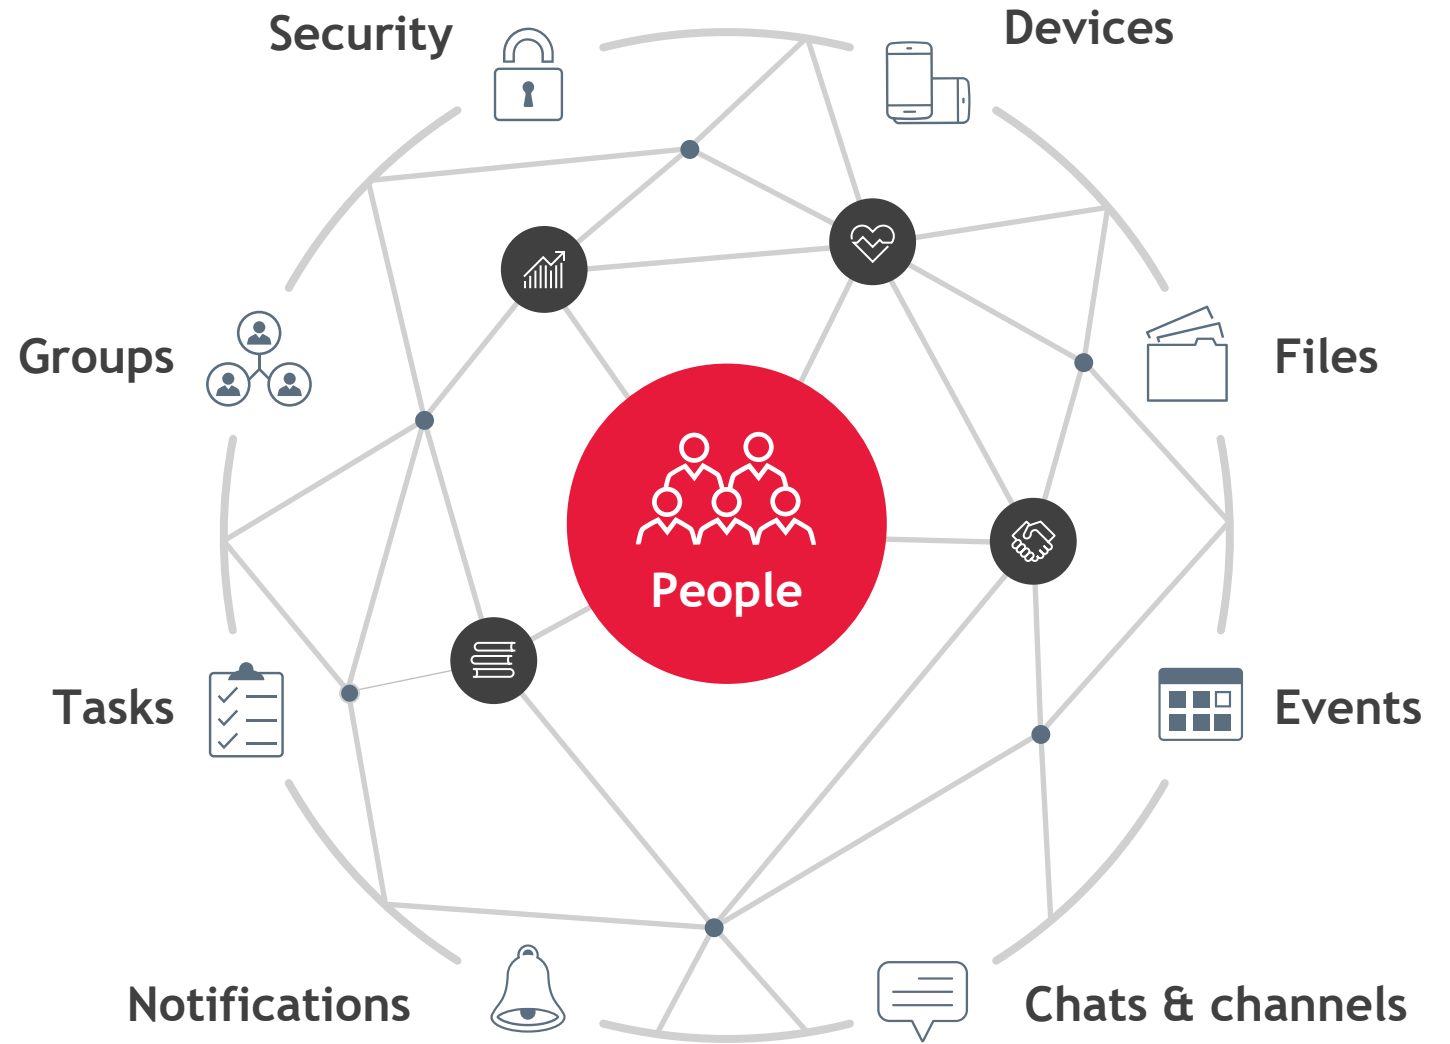 Security
Devices
Groups
Files
People
Tasks
Events
Notifications
Chats & channels